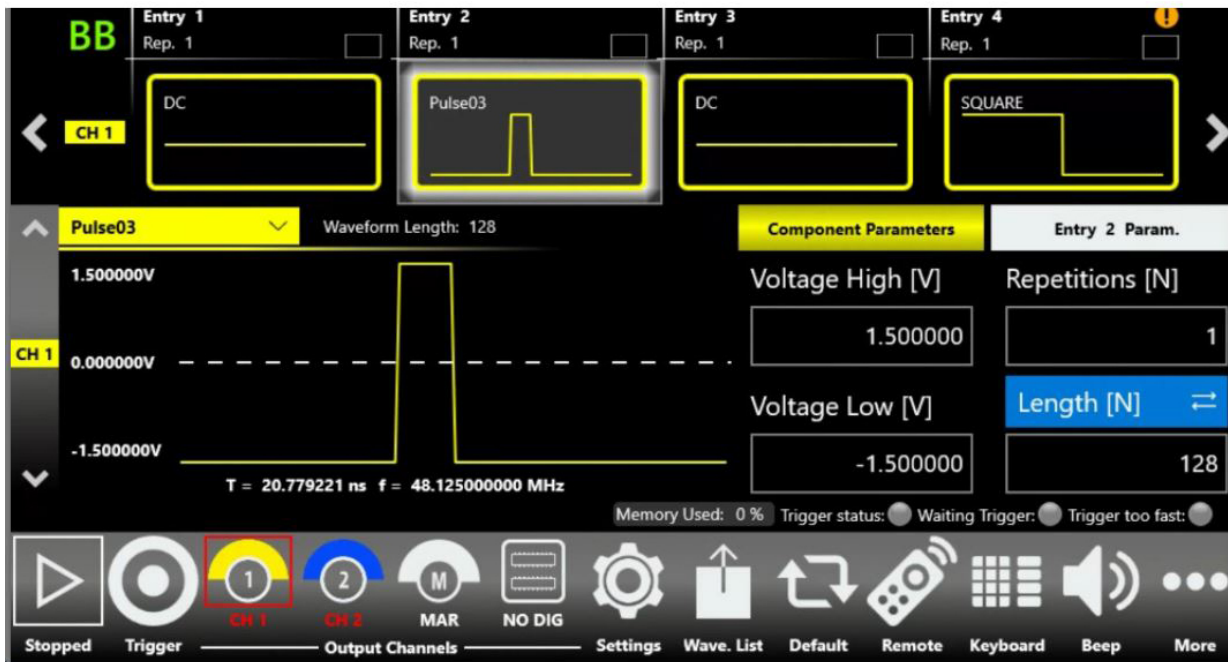 BB
Entry 1
Rep. 1
Entry 2
Rep. 1
Entry 3
Rep. 1
Entry 4
Rep. 1
!
CH 1
DC
Pulse03
DC
SQUARE
Pulse03
Waveform Length: 128
Component Parameters
Entry 2 Param.
CH 1
1.500000V
0.000000V
-1.500000V
T = 20.779221 ns f = 48.125000000 MHz
Voltage High [V]
1.500000
Voltage Low [V]
-1.500000
Repetitions [N]
1
Length [N]
128
Memory Used: 0 %
Trigger status:
Waiting Trigger:
Trigger too fast:
1
2
M
CH 1
CH 2
MAR
NO DIG
Stopped
Trigger
Output Channels
Settings
Wave. List
Default
Remote
Keyboard
Beep
More